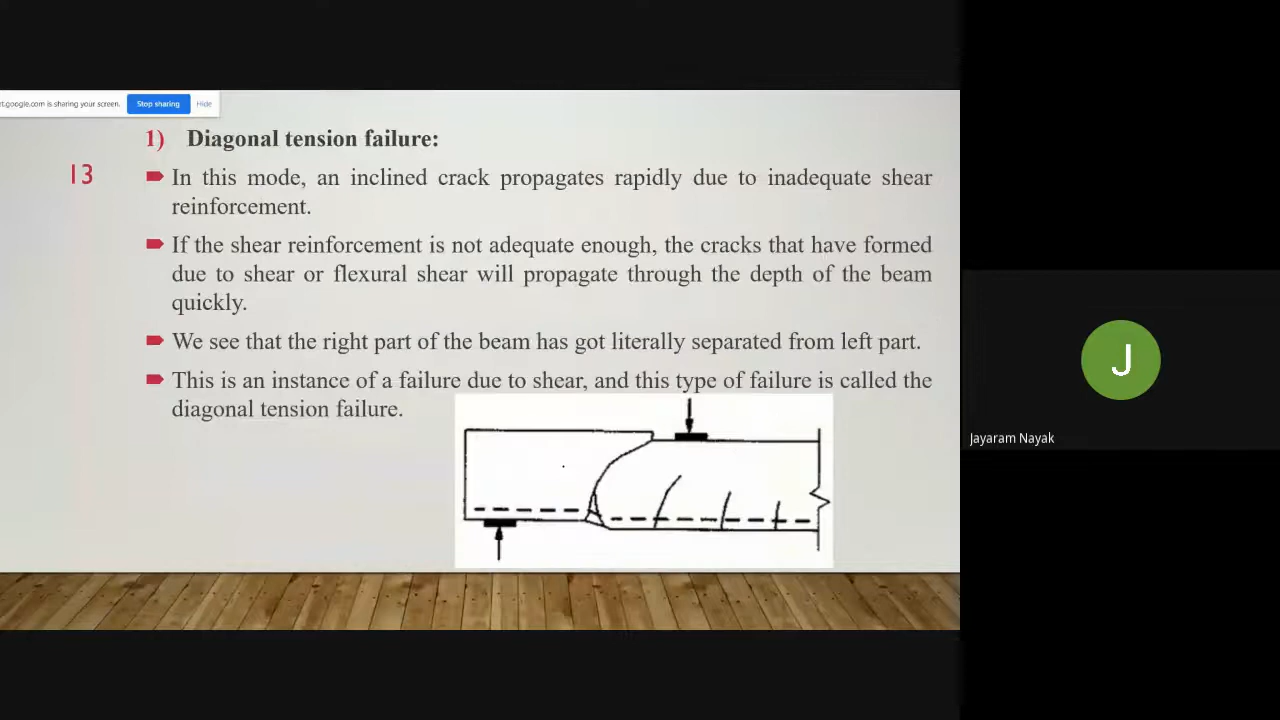 t.google.com is sharing your screen. Stop sharing Hide
1) Diagonal tension failure:
13
In this mode, an inclined crack propagates rapidly due to inadequate shear
reinforcement.
If the shear reinforcement is not adequate enough, the cracks that have formed
due to shear or flexural shear will propagate through the depth of the beam
quickly.
We see that the right part of the beam has got literally separated from left part.
This is an instance of a failure due to shear, and this type of failure is called the
diagonal tension failure.
J
Jayaram Nayak